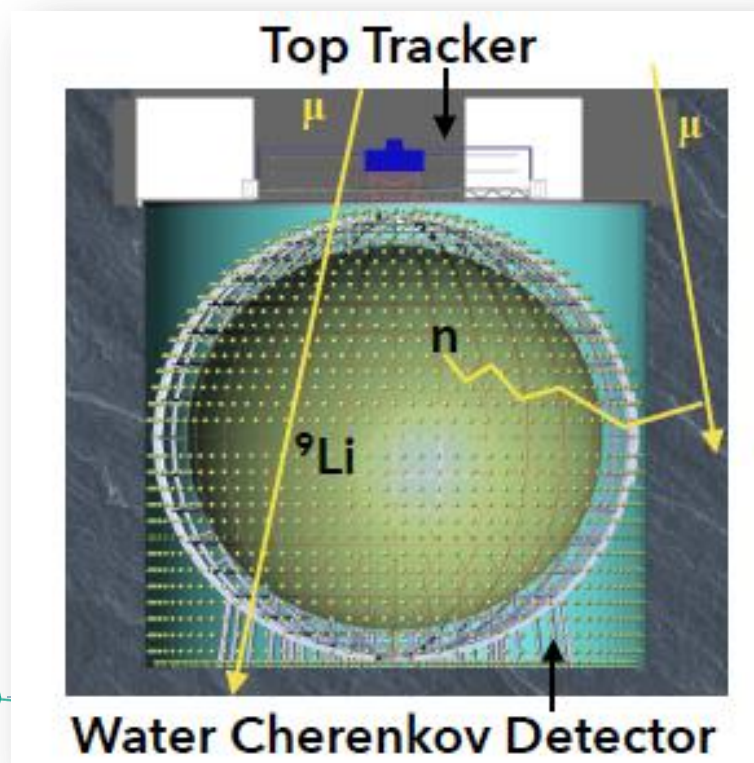 Top Tracker
μ
μ
n
⁹Li
Water Cherenkov Detector